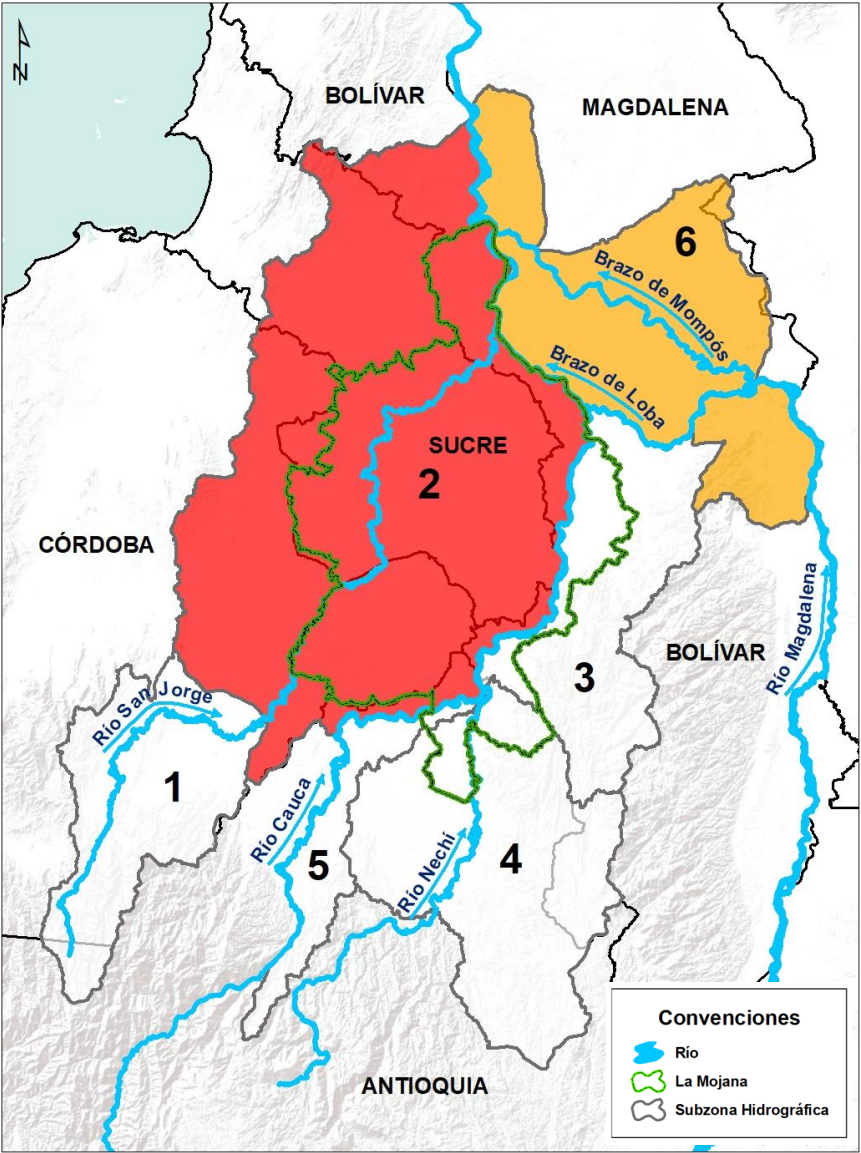 N
BOLÍVAR
MAGDALENA
6
Brazo de Mompós
Brazo de Loba
SUCRE
2
CÓRDOBA
Río Magdalena
BOLÍVAR
3
Río San Jorge
1
Río Cauca
5
Río Nechí
4
ANTIOQUIA
Convenciones
Río
La Mojana
Subzona Hidrográfica